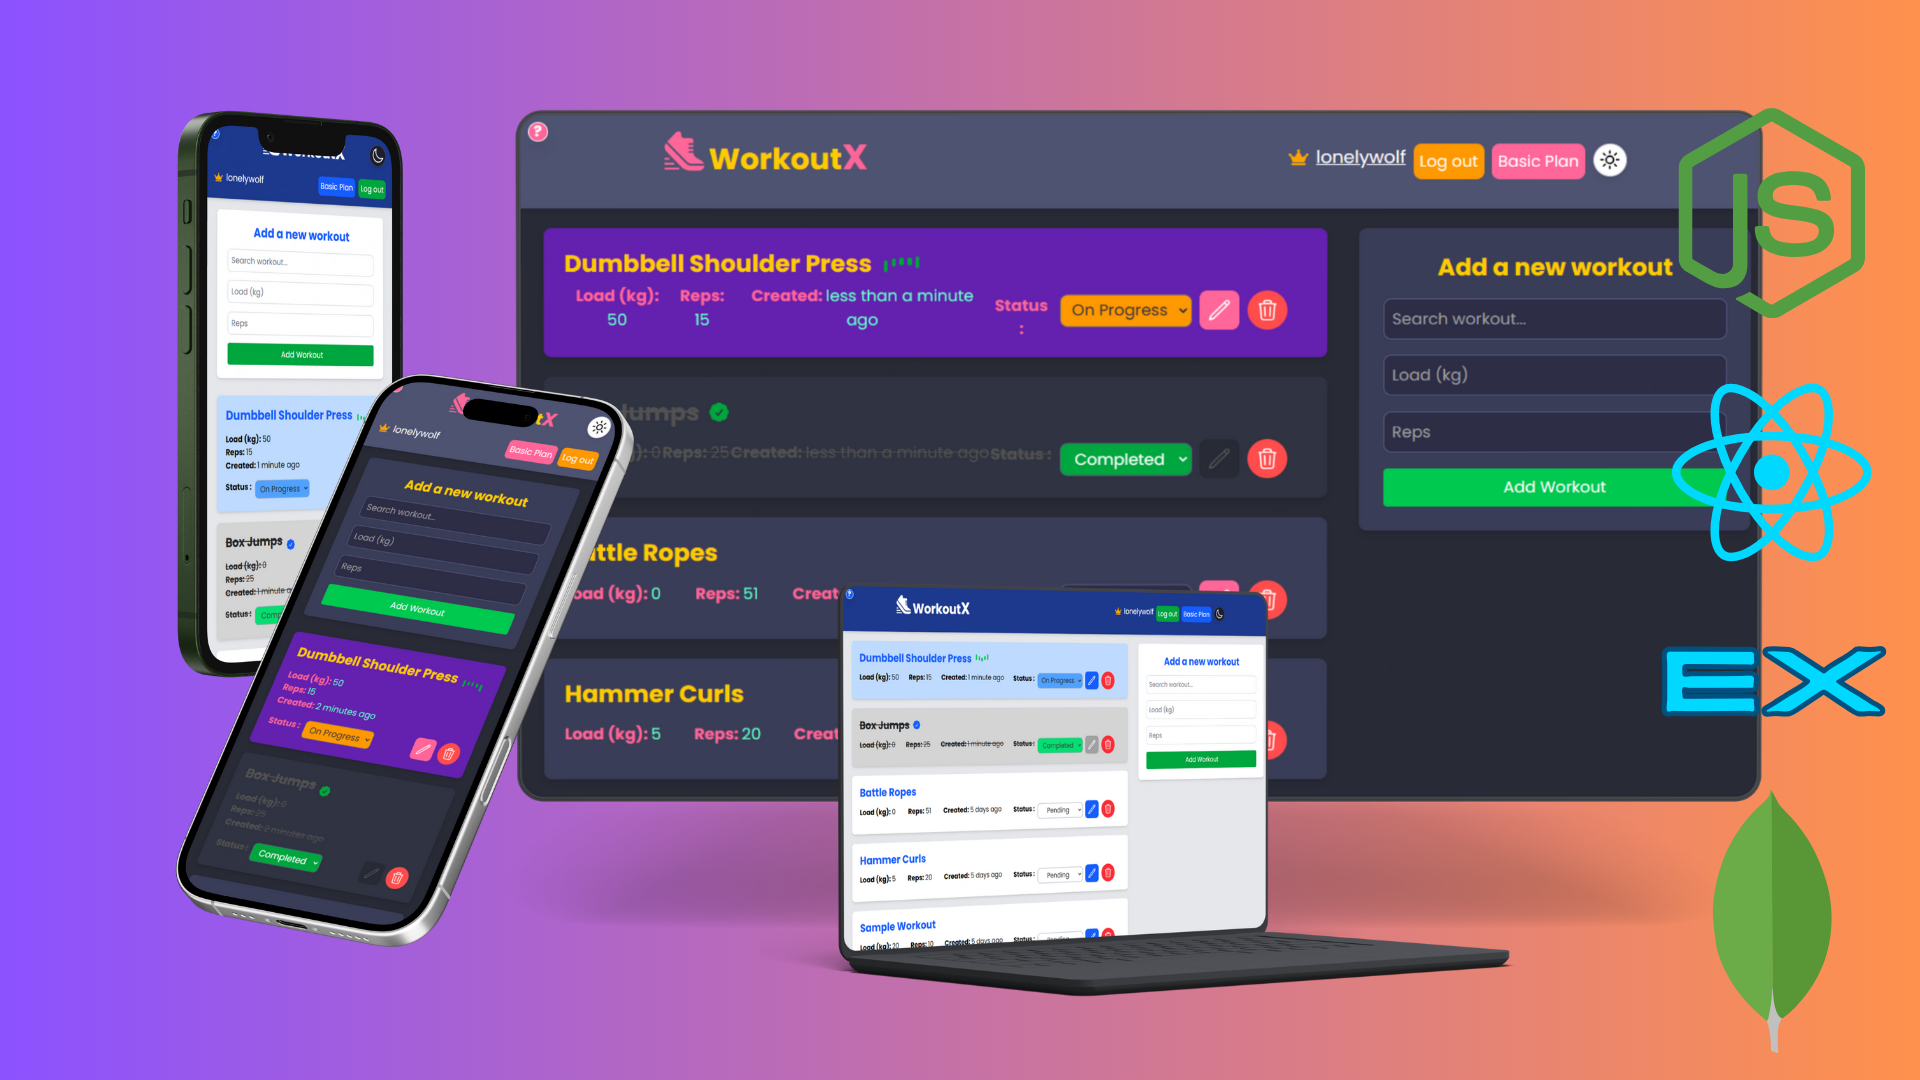 ?
WorkoutX
lonelywolf
Log out
Basic Plan
Dumbbell Shoulder Press
Load (kg):
50
Reps:
15
Created: less than a minute
ago
Status
:
On Progress
Jumps
): 0 Reps: 25 Created: less than a minute ago Status :
Completed
ttle Ropes
oad (kg): 0
Reps: 51
Creat
Hammer Curls
Load (kg): 5
Reps: 20
Creat
Add a new workout
Search workout...
Load (kg)
Reps
Add Workout
JS
EX
lonelywolf
Basic Plan
Log out
Add a new workout
Search workout...
Load (kg)
Reps
Add Workout
Dumbbell Shoulder Press
Load (kg): 50
Reps: 15
Created: 1 minute ago
Status :
On Progress
Box Jumps
Load (kg): 0
Reps: 25
Created: 1 minute a
Status :
Comp
tX
lonelywolf
Basic Plan
Log out
Add a new workout
Search workout...
Load (kg)
Reps
Add Workout
Dumbbell Shoulder Press
Load (kg): 50
Reps: 15
Created: 2 minutes ago
Status :
On Progress
Box Jumps
Load (kg): 0
Reps: 25
Created: 2 minutes ago
Status :
Completed
?
WorkoutX
lonelywolf
Log out
Basic Plan
Dumbbell Shoulder Press
Load (kg): 50 Reps: 15 Created: 1 minute ago Status : On Progress
Box Jumps
Load (kg): 0 Reps: 25 Created: 1 minute ago Status : Completed
Battle Ropes
Load (kg): 0 Reps: 51 Created: 5 days ago Status : Pending
Hammer Curls
Load (kg): 5 Reps: 20 Created: 5 days ago Status : Pending
Sample Workout
Load (kg): 20 Reps: 10 Created: 5 days ago Status : Pending
Add a new workout
Search workout...
Load (kg)
Reps
Add Workout